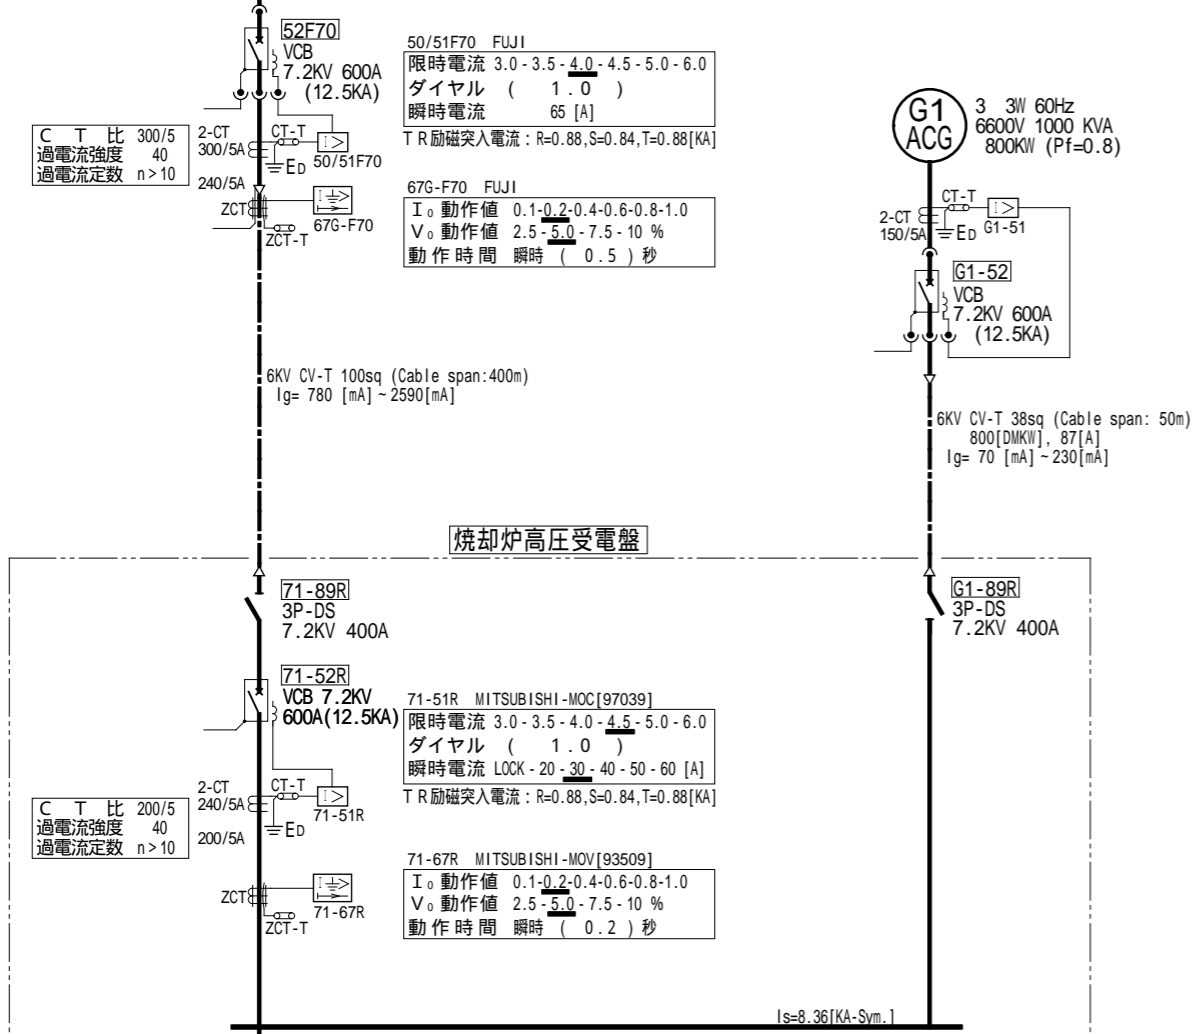 52F70
VCB
7.2KV 600A
(12.5KA)
50/51F70 FUJI
限時電流 3.0-3.5-4.0-4.5-5.0-6.0
ダイヤル ( 1.0 )
瞬時電流 65 [A]
TR励磁突入電流：R=0.88,S=0.84,T=0.88[KA]
CT比 300/5
過電流強度 40
過電流定数 n>10
2-CT
300/5A
CT-T
I>
ED
50/51F70
240/5A
ZCT
I>
67G-F70
ZCT-T
67G-F70 FUJI
I₀動作値 0.1-0.2-0.4-0.6-0.8-1.0
V₀動作値 2.5-5.0-7.5-10 %
動作時間 瞬時 ( 0.5 ) 秒
G1
ACG
3 3W 60Hz
6600V 1000 KVA
800KW (Pf=0.8)
CT-T
2-CT
150/5A
ED
I>
G1-51
G1-52
VCB
7.2KV 600A
(12.5KA)
6KV CV-T 100sq (Cable span:400m)
Ig= 780 [mA] ~ 2590[mA]
6KV CV-T 38sq (Cable span: 50m)
800[DMKW], 87[A]
Ig= 70 [mA] ~ 230[mA]
焼却炉高圧受電盤
71-89R
3P-DS
7.2KV 400A
G1-89R
3P-DS
7.2KV 400A
71-52R
VCB 7.2KV
600A(12.5KA)
71-51R MITSUBISHI-MOC[97039]
限時電流 3.0-3.5-4.0-4.5-5.0-6.0
ダイヤル ( 1.0 )
瞬時電流 LOCK-20-30-40-50-60 [A]
TR励磁突入電流：R=0.88,S=0.84,T=0.88[KA]
CT比 200/5
過電流強度 40
過電流定数 n>10
2-CT
240/5A
CT-T
I>
ED
71-51R
200/5A
ZCT
I>
71-67R
ZCT-T
71-67R MITSUBISHI-MOV[93509]
I₀動作値 0.1-0.2-0.4-0.6-0.8-1.0
V₀動作値 2.5-5.0-7.5-10 %
動作時間 瞬時 ( 0.2 ) 秒
Is=8.36[KA-Sym.]